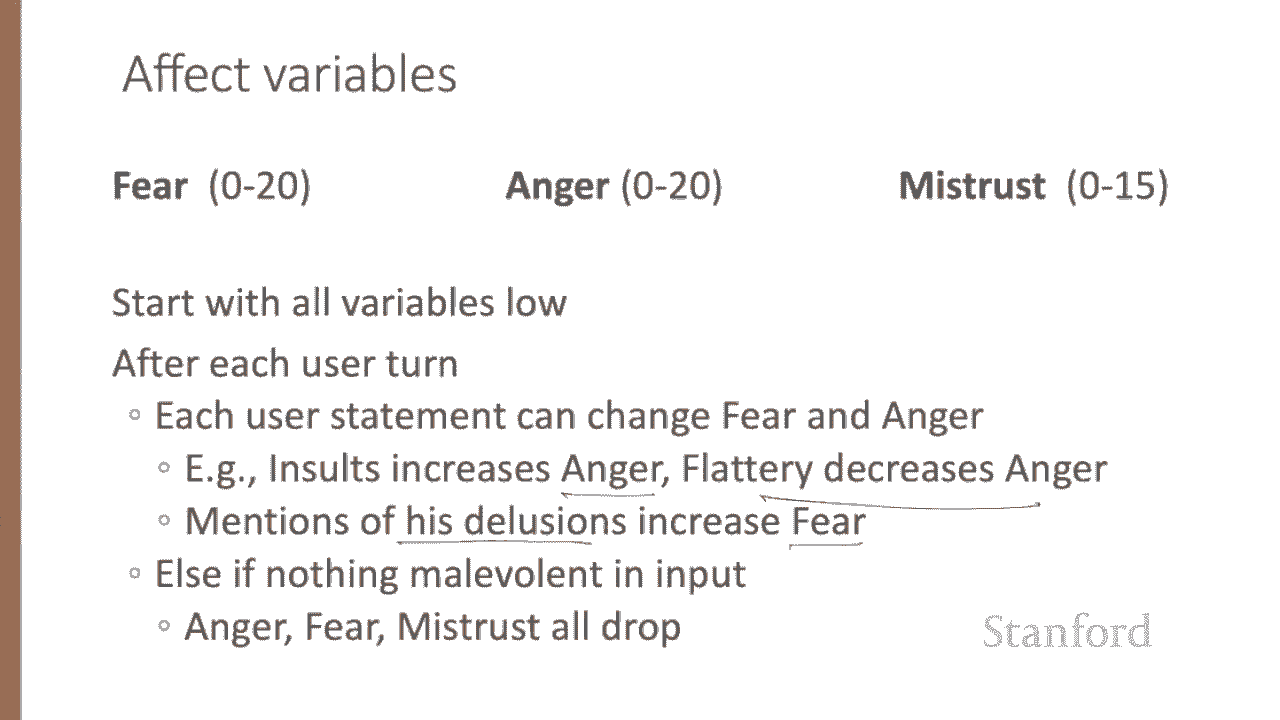 Affect variables
Fear (0-20) Anger (0-20) Mistrust (0-15)
Start with all variables low
After each user turn
◦ Each user statement can change Fear and Anger
◦ E.g., Insults increases Anger, Flattery decreases Anger
◦ Mentions of his delusions increase Fear
◦ Else if nothing malevolent in input
◦ Anger, Fear, Mistrust all drop
Stanford